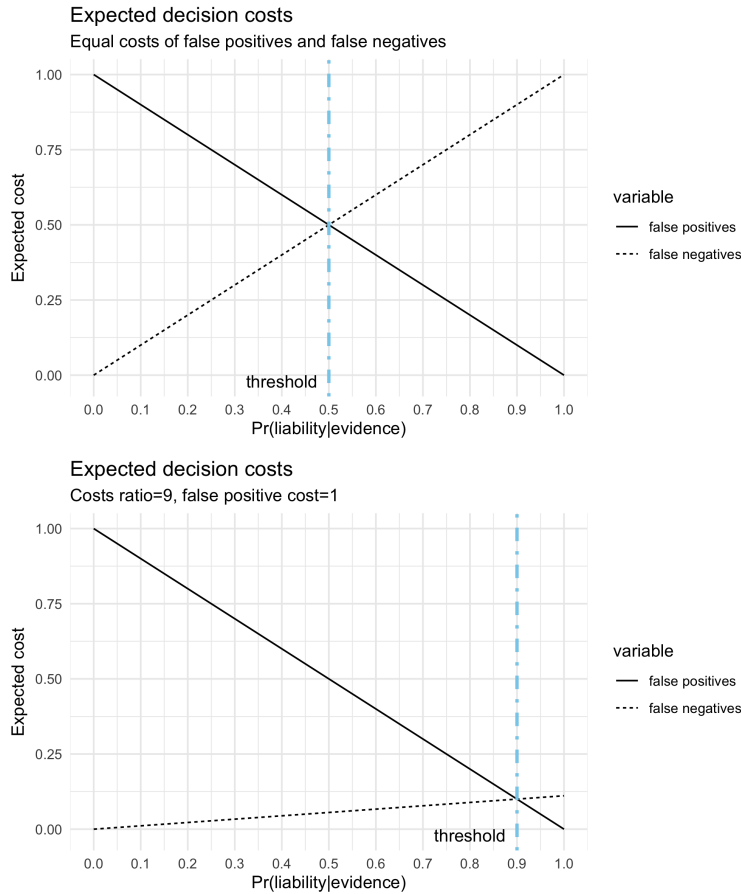 Expected decision costs
Equal costs of false positives and false negatives
1.00
0.75
0.50
0.25
0.00
Expected cost
threshold
0.0 0.1 0.2 0.3 0.4 0.5 0.6 0.7 0.8 0.9 1.0
Pr(liability|evidence)
variable
false positives
false negatives
Expected decision costs
Costs ratio=9, false positive cost=1
1.00
0.75
0.50
0.25
0.00
Expected cost
threshold
0.0 0.1 0.2 0.3 0.4 0.5 0.6 0.7 0.8 0.9 1.0
Pr(liability|evidence)
variable
false positives
false negatives